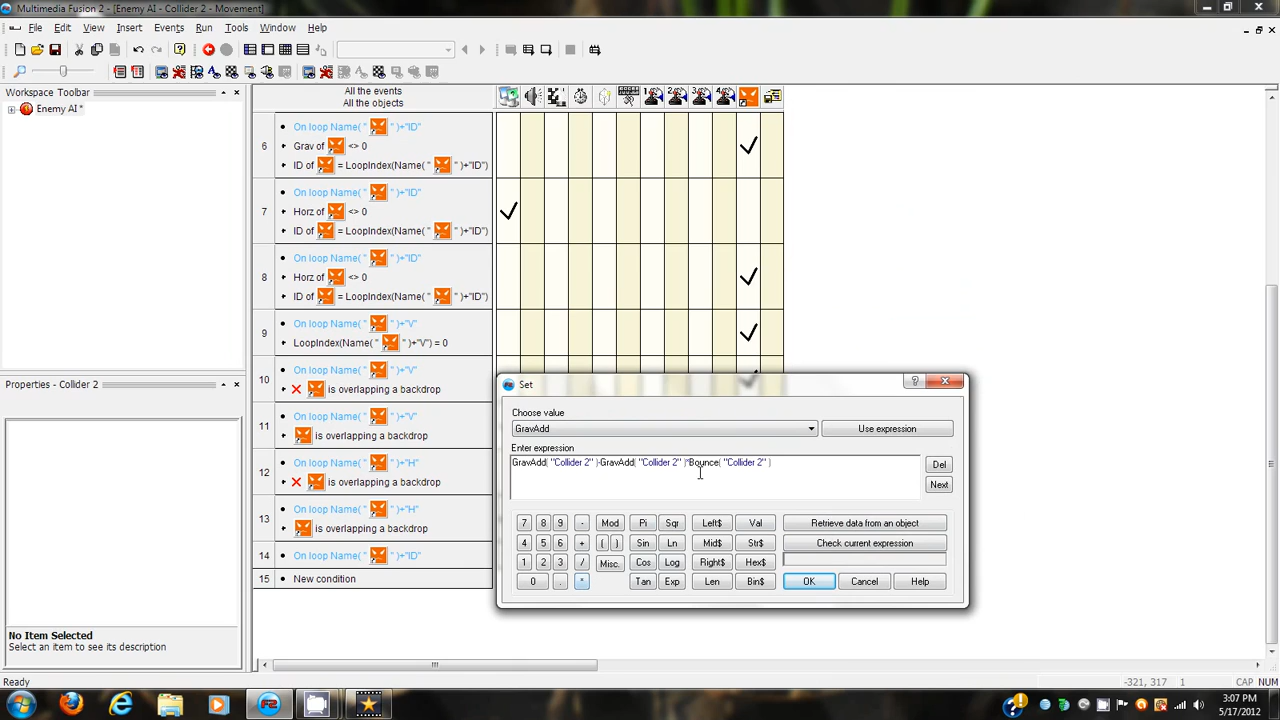 Multimedia Fusion 2 - [Enemy AI - Collider 2 - Movement]
File Edit View Insert Events Run Tools Window Help
Workspace Toolbar
Enemy AI *
Properties - Collider 2
No Item Selected
Select an item to see its description
All the events
All the objects
6
On loop Name( " " )+"ID"
Grav of <> 0
ID of = LoopIndex(Name( " " )+"ID")
7
On loop Name( " " )+"ID"
Horz of <> 0
ID of = LoopIndex(Name( " " )+"ID")
8
On loop Name( " " )+"ID"
Horz of <> 0
ID of = LoopIndex(Name( " " )+"ID")
9
On loop Name( " " )+"V"
LoopIndex(Name( " " )+"V") = 0
10
On loop Name( " " )+"V"
is overlapping a backdrop
11
On loop Name( " " )+"V"
is overlapping a backdrop
12
On loop Name( " " )+"H"
is overlapping a backdrop
13
On loop Name( " " )+"H"
is overlapping a backdrop
14 On loop Name( " " )+"ID"
15 New condition
Set
Choose value
GravAdd Use expression
Enter expression
GravAdd( "Collider 2" )-GravAdd( "Collider 2" )*Bounce( "Collider 2" )
Del
Next
7 8 9 - Mod Pi Sqr Left$ Val Retrieve data from an object
4 5 6 + ( ) Sin Ln Mid$ Str$ Check current expression
1 2 3 / Misc. Cos Log Right$ Hex$
0 . * Tan Exp Len Bin$ OK Cancel Help
Ready -321, 317 1 CAP NUM
3:07 PM
5/17/2012